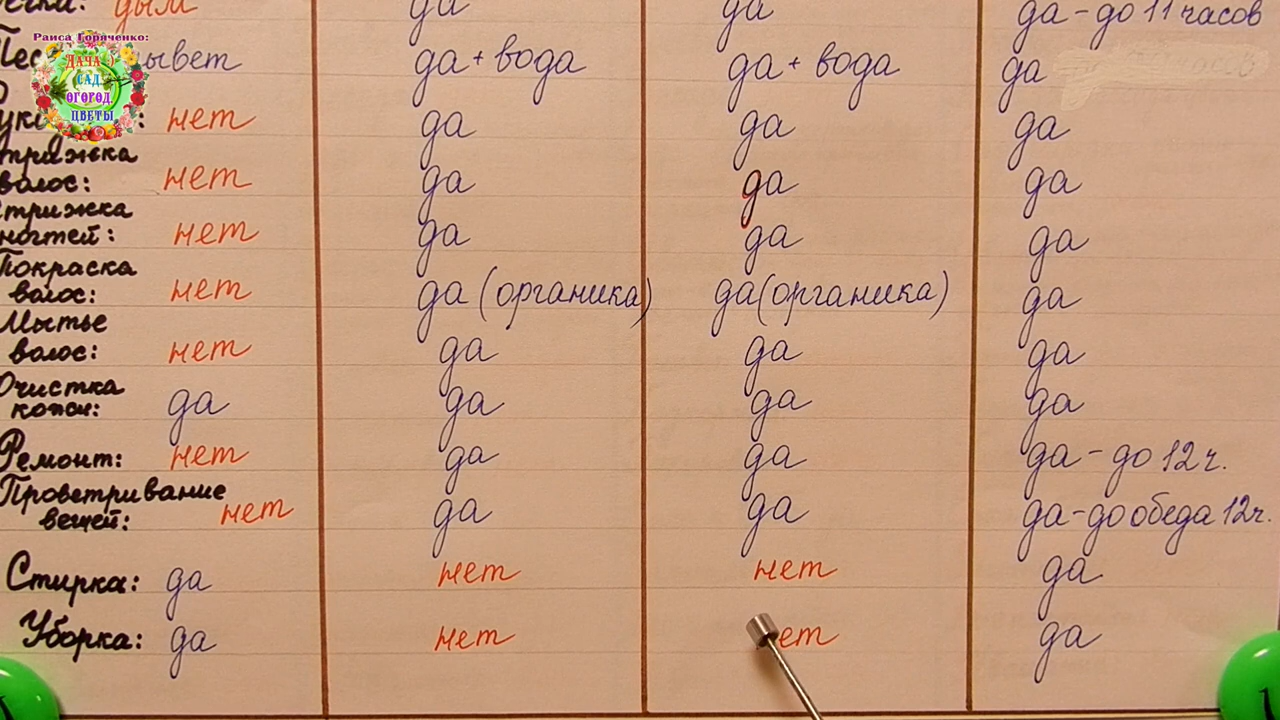 дым да да да - до 11 часов
Раиса Горяченко:
ДАЧА
САД.
ОГОРОД.
ЦВЕТЫ
да + вода да + вода да
нет да да да
волос: нет да да да
ногтей: нет да да да
Покраска
волос: нет да (органика) да (органика) да
Мытье
волос: нет да да да
Очистка
да да да да
Ремонт: нет да да да - до 12 ч.
Проветривание
вещей: нет да да да - до обеда 12ч.
Стирка: да нет нет да
Уборка: да нет да